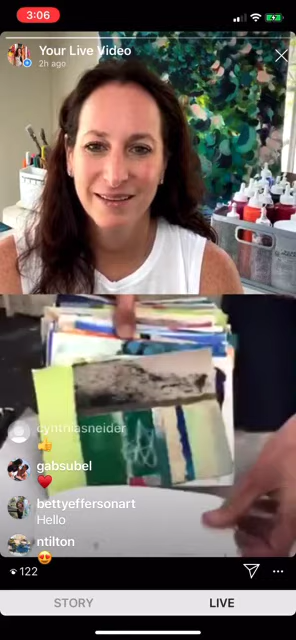 3:06
Your Live Video
2h ago
cynthiasneider
gabsubel
bettyeffersonart
Hello
ntilton
122
STORY LIVE